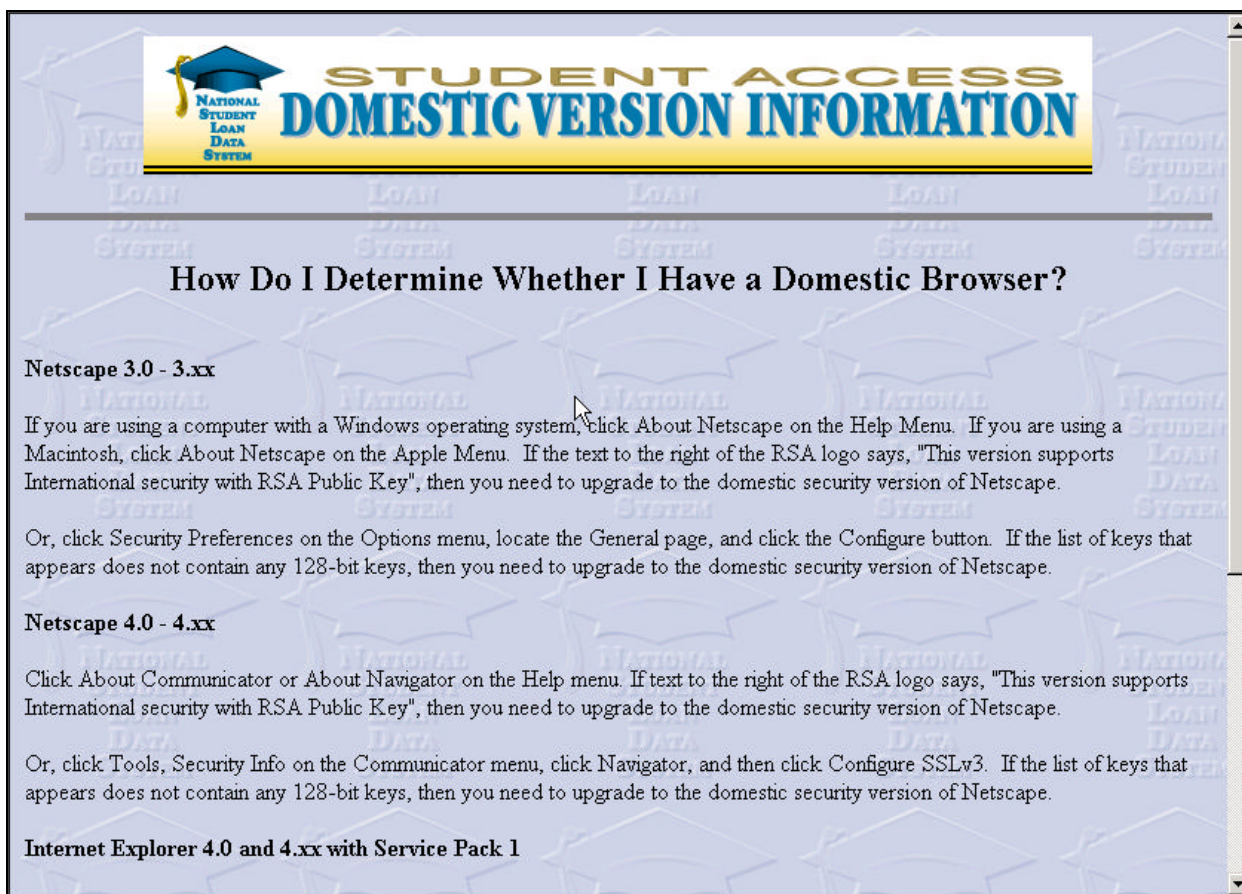 STUDENT ACCESS
NATIONAL
STUDENT
LOAN
DATA
SYSTEM
DOMESTIC VERSION INFORMATION
How Do I Determine Whether I Have a Domestic Browser?
Netscape 3.0 - 3.xx
If you are using a computer with a Windows operating system, click About Netscape on the Help Menu.  If you are using a
Macintosh, click About Netscape on the Apple Menu.  If the text to the right of the RSA logo says, "This version supports
International security with RSA Public Key", then you need to upgrade to the domestic security version of Netscape.
Or, click Security Preferences on the Options menu, locate the General page, and click the Configure button.  If the list of keys that
appears does not contain any 128-bit keys, then you need to upgrade to the domestic security version of Netscape.
Netscape 4.0 - 4.xx
Click About Communicator or About Navigator on the Help menu. If text to the right of the RSA logo says, "This version supports
International security with RSA Public Key", then you need to upgrade to the domestic security version of Netscape.
Or, click Tools, Security Info on the Communicator menu, click Navigator, and then click Configure SSLv3.  If the list of keys that
appears does not contain any 128-bit keys, then you need to upgrade to the domestic security version of Netscape.
Internet Explorer 4.0 and 4.xx with Service Pack 1